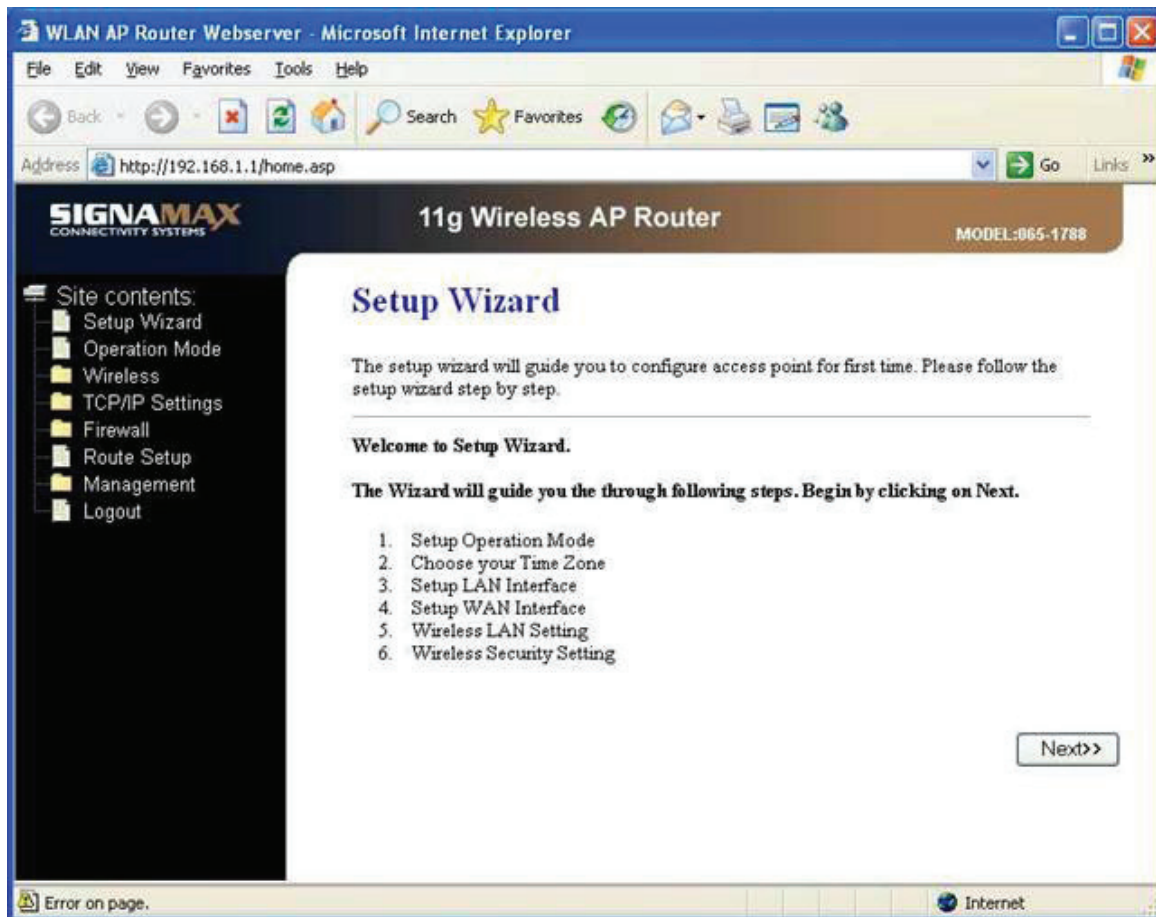 WLAN AP Router Webserver - Microsoft Internet Explorer
File Edit View Favorites Tools Help
Back Search Favorites
Address http://192.168.1.1/home.asp Go Links »
SIGNAMAX
CONNECTIVITY SYSTEMS
11g Wireless AP Router
MODEL:065-1788
Site contents:
Setup Wizard
Operation Mode
Wireless
TCP/IP Settings
Firewall
Route Setup
Management
Logout
Setup Wizard
The setup wizard will guide you to configure access point for first time. Please follow the
setup wizard step by step.
Welcome to Setup Wizard.
The Wizard will guide you the through following steps. Begin by clicking on Next.
1. Setup Operation Mode
2. Choose your Time Zone
3. Setup LAN Interface
4. Setup WAN Interface
5. Wireless LAN Setting
6. Wireless Security Setting
Next>>
Error on page. Internet